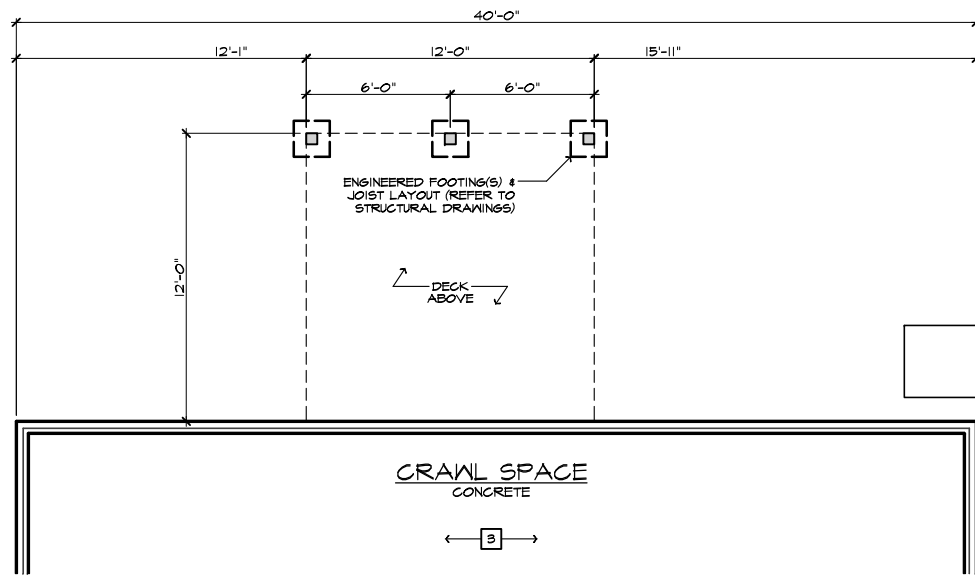 40'-0"
12'-1"
12'-0"
15'-11"
6'-0"
6'-0"
ENGINEERED FOOTING(S) &
JOIST LAYOUT (REFER TO
STRUCTURAL DRAWINGS)
12'-0"
DECK
ABOVE
CRAWL SPACE
CONCRETE
3